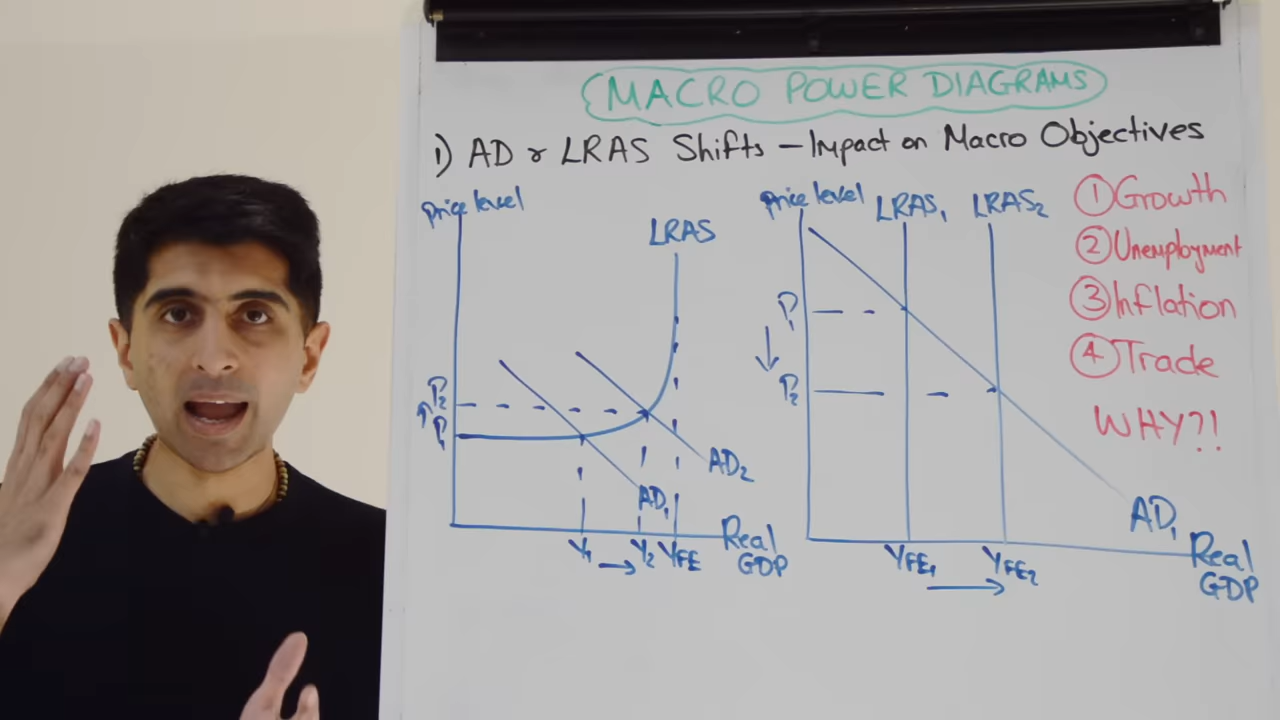 MACRO POWER DIAGRAMS
1) AD & LRAS Shifts – Impact on Macro Objectives
Price level
LRAS
P2
P1
AD2
AD1
Y1 → Y2 YFE
Real
GDP
Price level
LRAS1
LRAS2
P1
P2
AD1
YFE1
YFE2
Real
GDP
① Growth
② Unemployment
③ Inflation
④ Trade
WHY?!